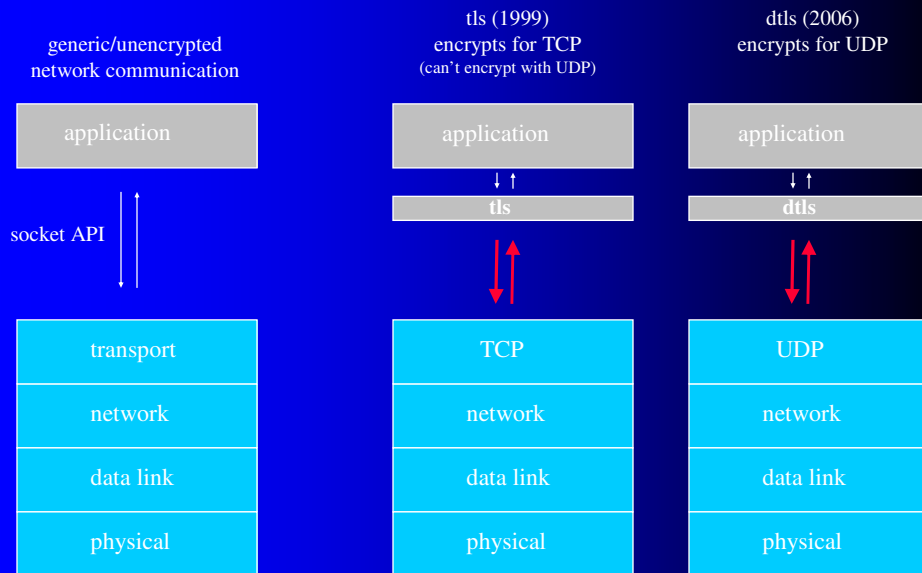 generic/unencrypted
network communication
application
socket API
transport
network
data link
physical
tls (1999)
encrypts for TCP
(can't encrypt with UDP)
application
tls
TCP
network
data link
physical
dtls (2006)
encrypts for UDP
application
dtls
UDP
network
data link
physical